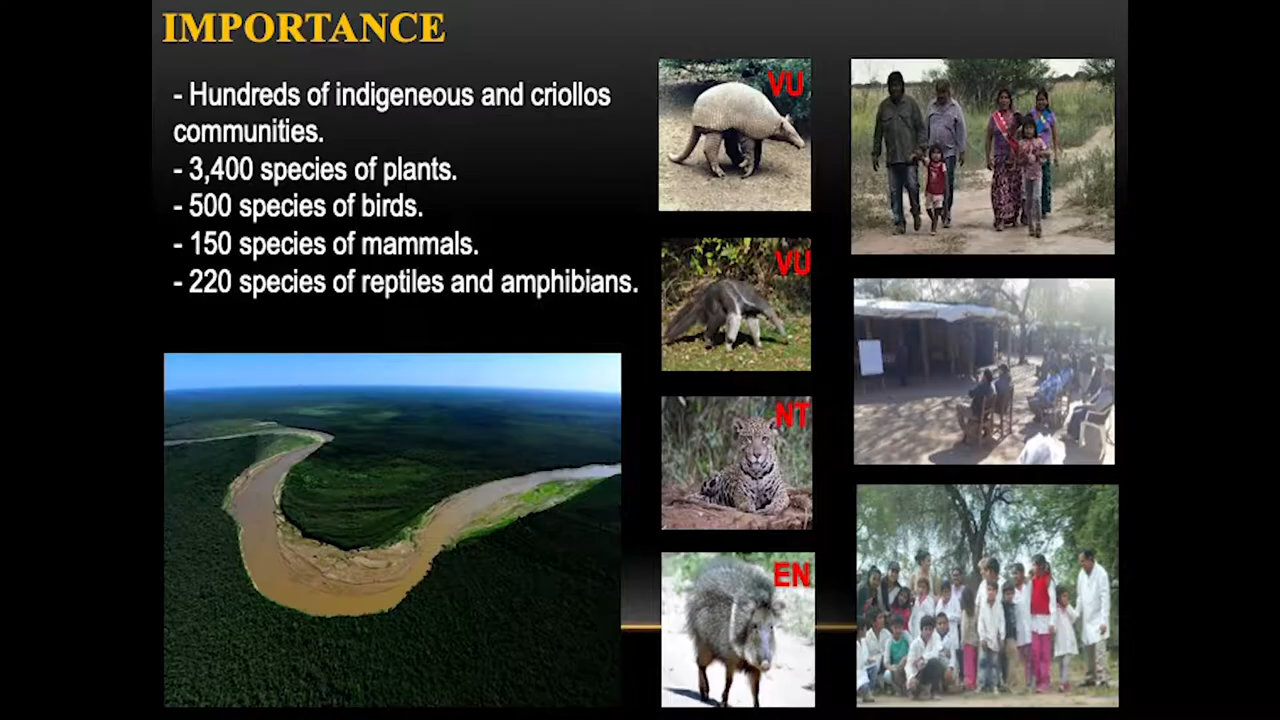 IMPORTANCE
- Hundreds of indigeneous and criollos
communities.
- 3,400 species of plants.
- 500 species of birds.
- 150 species of mammals.
- 220 species of reptiles and amphibians.
VU
VU
NT
EN